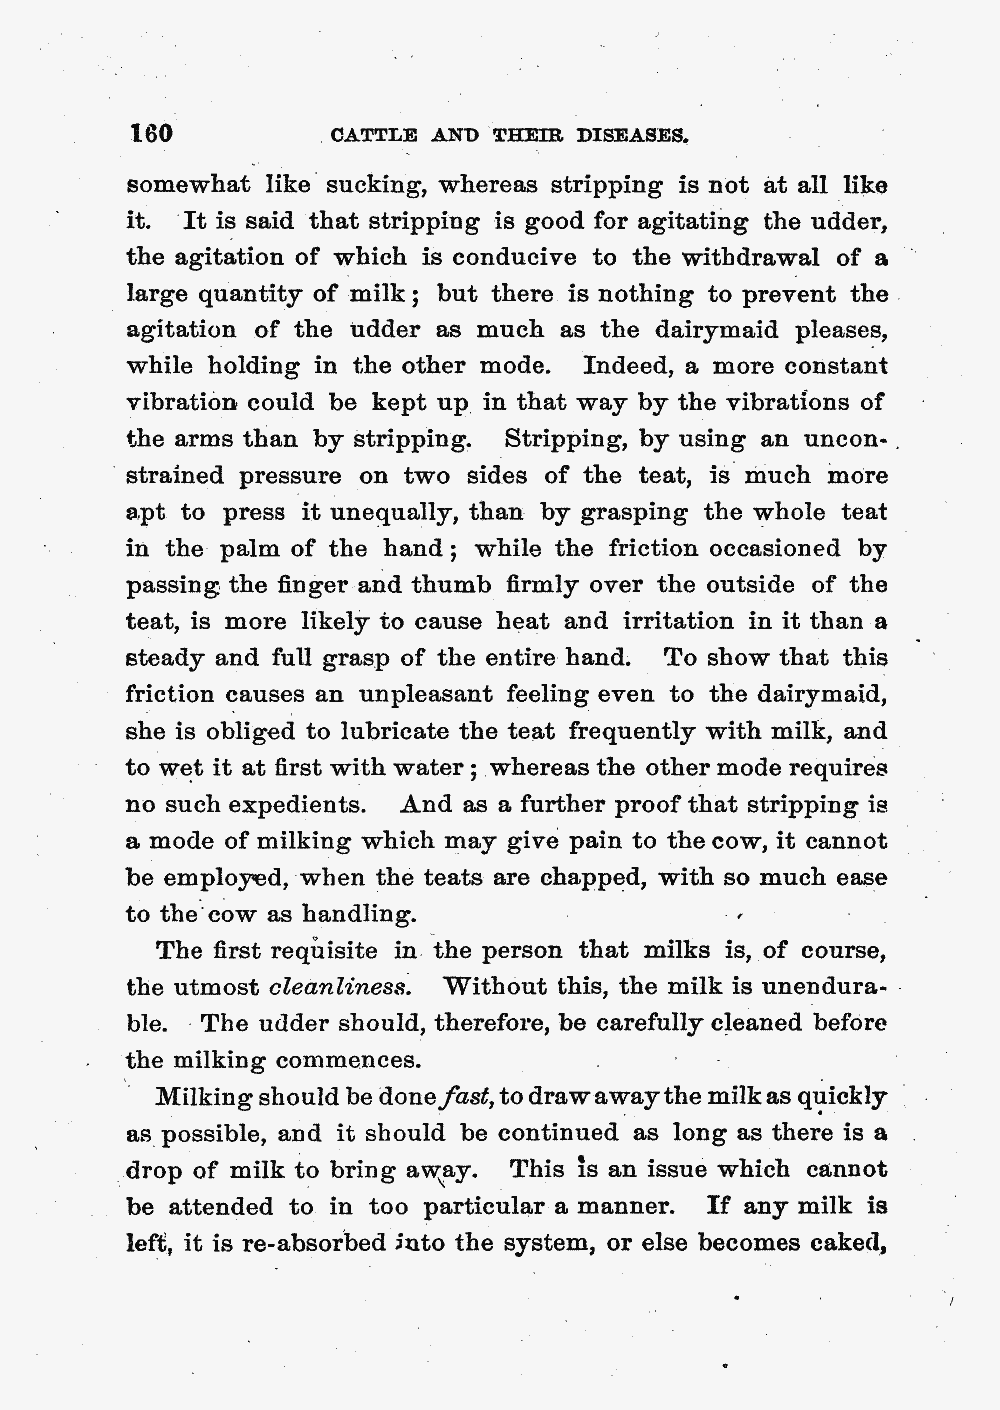 160 CATTLE AND THEIR DISEASES.
somewhat like sucking, whereas stripping is not at all like
it. It is said that stripping is good for agitating the udder,
the agitation of which is conducive to the withdrawal of a
large quantity of milk; but there is nothing to prevent the
agitation of the udder as much as the dairymaid pleases,
while holding in the other mode. Indeed, a more constant
vibration could be kept up in that way by the vibrations of
the arms than by stripping. Stripping, by using an uncon-
strained pressure on two sides of the teat, is much more
apt to press it unequally, than by grasping the whole teat
in the palm of the hand; while the friction occasioned by
passing the finger and thumb firmly over the outside of the
teat, is more likely to cause heat and irritation in it than a
steady and full grasp of the entire hand. To show that this
friction causes an unpleasant feeling even to the dairymaid,
she is obliged to lubricate the teat frequently with milk, and
to wet it at first with water; whereas the other mode requires
no such expedients. And as a further proof that stripping is
a mode of milking which may give pain to the cow, it cannot
be employed, when the teats are chapped, with so much ease
to the cow as handling.
The first requisite in the person that milks is, of course,
the utmost cleanliness. Without this, the milk is unendura-
ble. The udder should, therefore, be carefully cleaned before
the milking commences.
Milking should be done fast, to draw away the milk as quickly
as possible, and it should be continued as long as there is a
drop of milk to bring away. This is an issue which cannot
be attended to in too particular a manner. If any milk is
left, it is re-absorbed into the system, or else becomes caked,